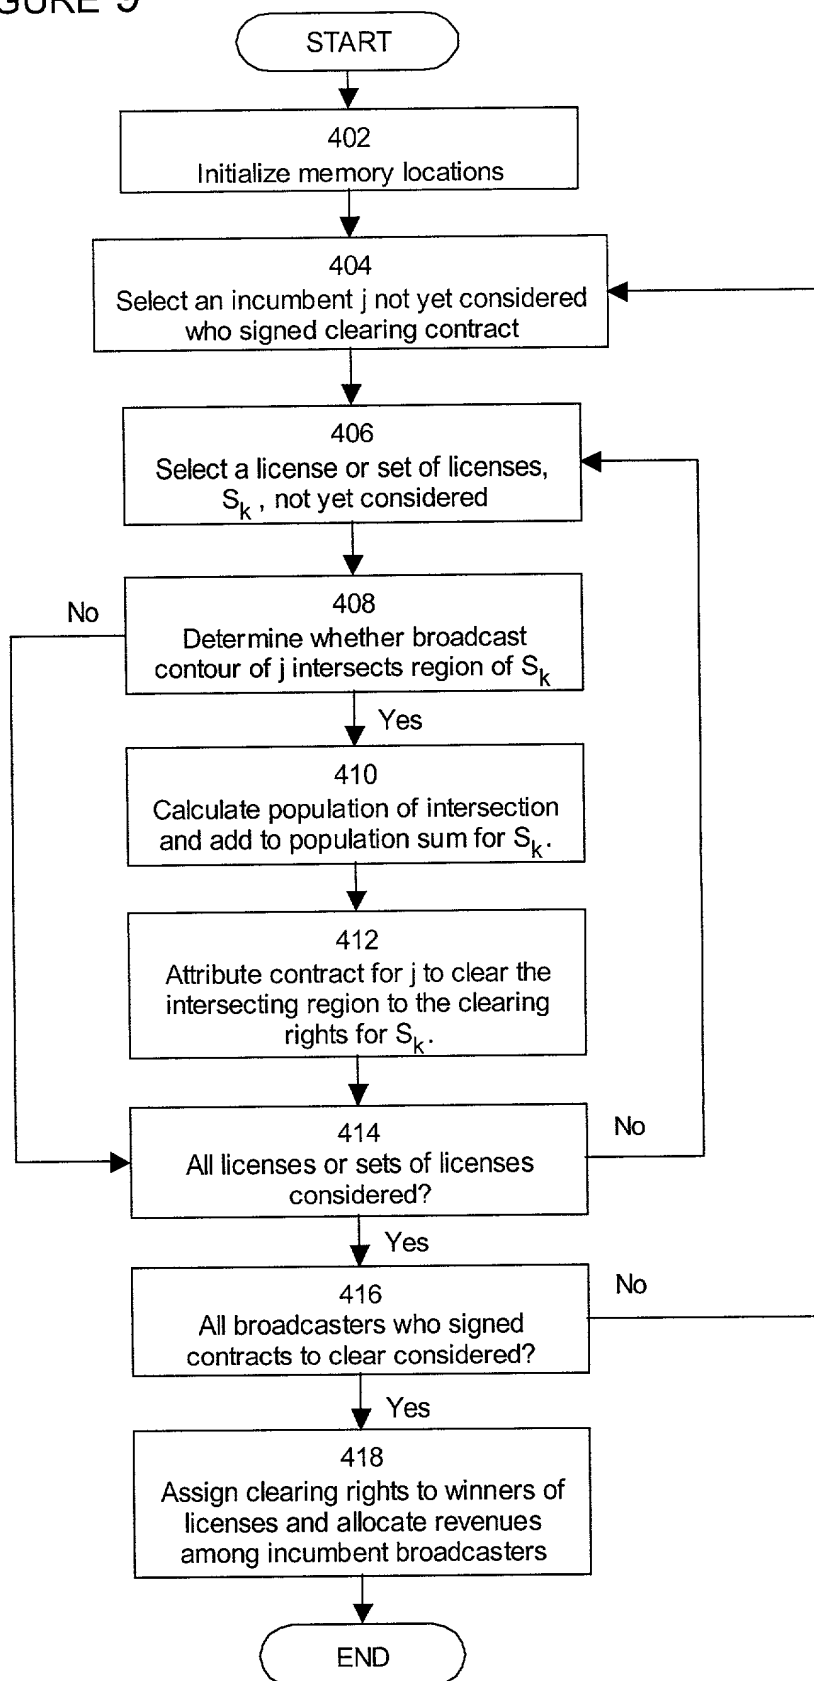 GURE 9
START
402
Initialize memory locations
404
Select an incumbent j not yet considered
who signed clearing contract
406
Select a license or set of licenses,
Sk , not yet considered
No
408
Determine whether broadcast
contour of j intersects region of Sk
Yes
410
Calculate population of intersection
and add to population sum for Sk.
412
Attribute contract for j to clear the
intersecting region to the clearing
rights for Sk.
414
All licenses or sets of licenses
considered?
No
Yes
416
All broadcasters who signed
contracts to clear considered?
No
Yes
418
Assign clearing rights to winners of
licenses and allocate revenues
among incumbent broadcasters
END